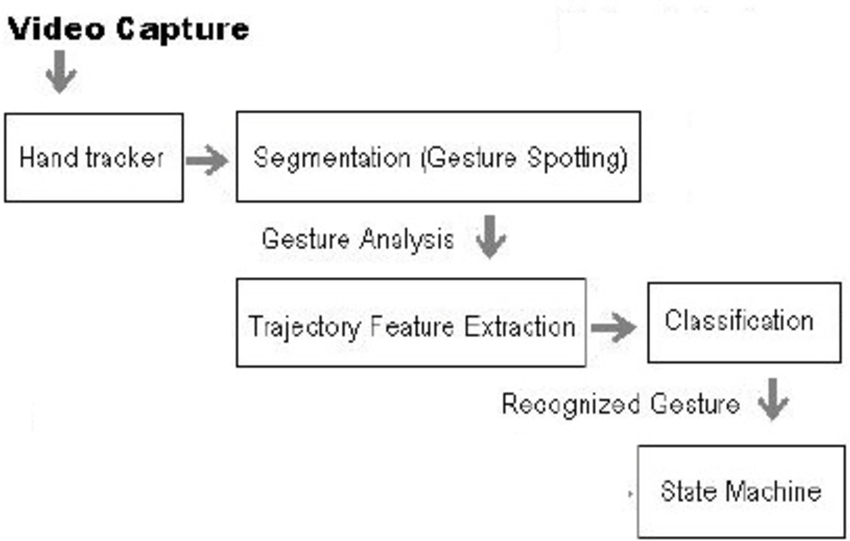 Video Capture
Hand tracker
Segmentation (Gesture Spotting)
Gesture Analysis
Trajectory Feature Extraction
Classification
Recognized Gesture
State Machine